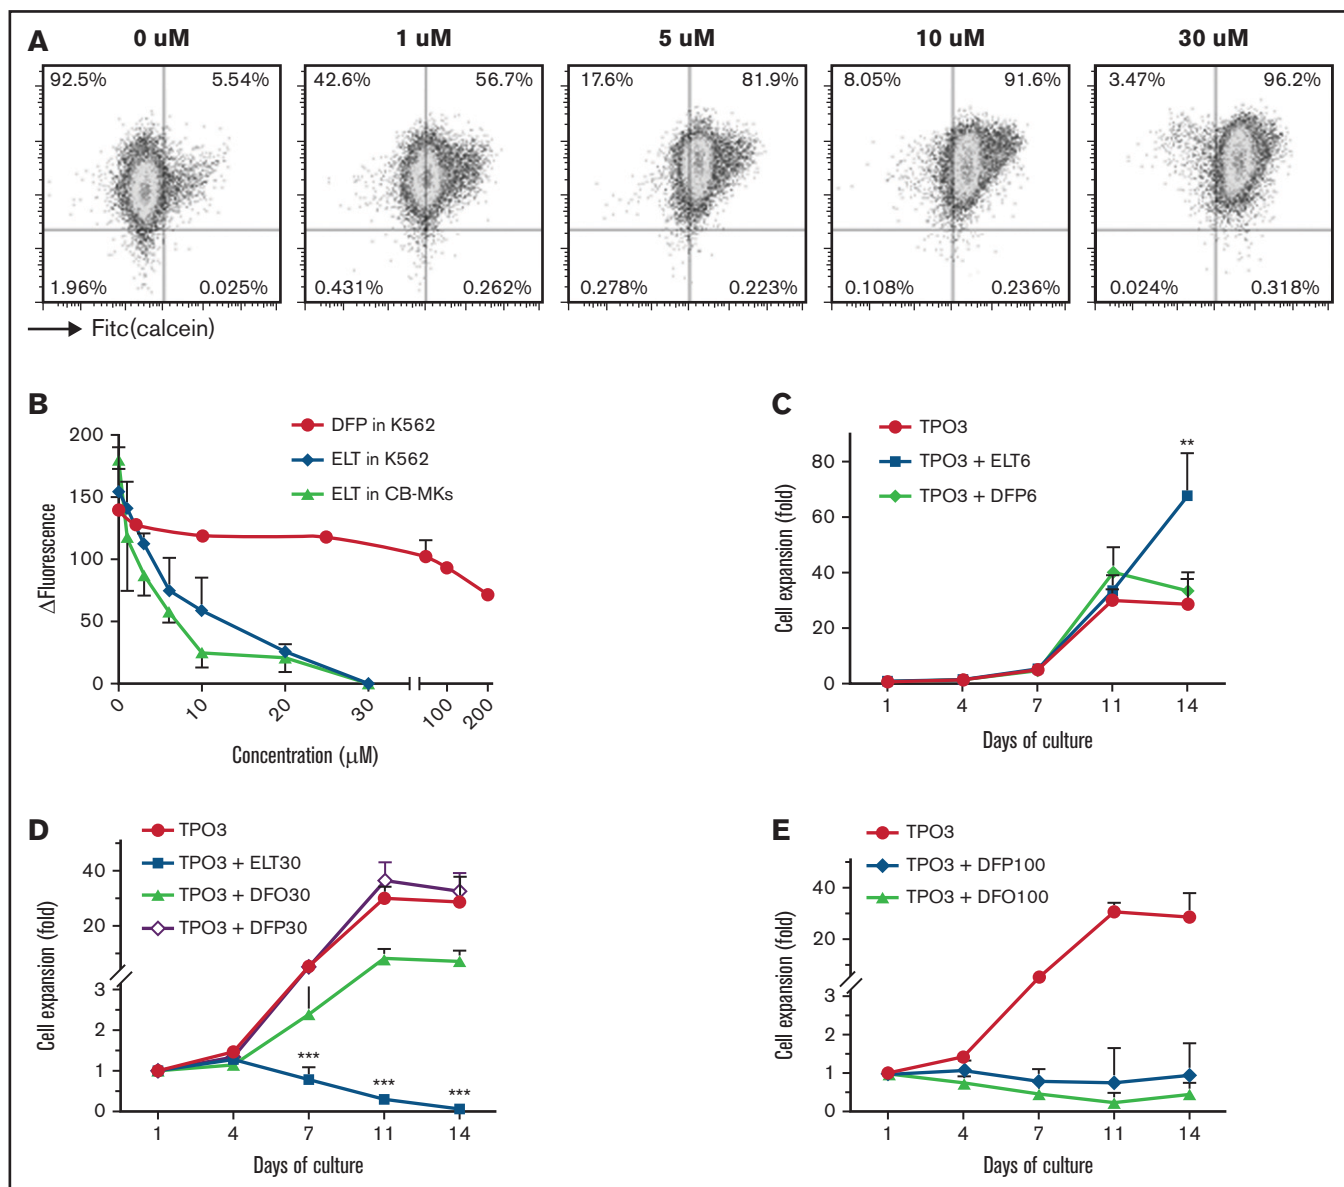 A
0 uM 1 uM 5 uM 10 uM 30 uM
92.5% 5.54% 42.6% 56.7% 17.6% 81.9% 8.05% 91.6% 3.47% 96.2%
1.96% 0.025% 0.431% 0.262% 0.278% 0.223% 0.108% 0.236% 0.024% 0.318%
Fitc(calcein)
B
DFP in K562
ELT in K562
ELT in CB-MKs
ΔFluorescence
200
150
100
50
0
0 10 20 30 100 200
Concentration (μM)
C
TPO3
TPO3 + ELT6
TPO3 + DFP6
**
Cell expansion (fold)
80
60
40
20
0
1 4 7 11 14
Days of culture
D
TPO3
TPO3 + ELT30
TPO3 + DFO30
TPO3 + DFP30
Cell expansion (fold)
40
20
3
2
1
0
*** *** ***
1 4 7 11 14
Days of culture
E
TPO3
TPO3 + DFP100
TPO3 + DFO100
Cell expansion (fold)
40
20
3
2
1
0
1 4 7 11 14
Days of culture